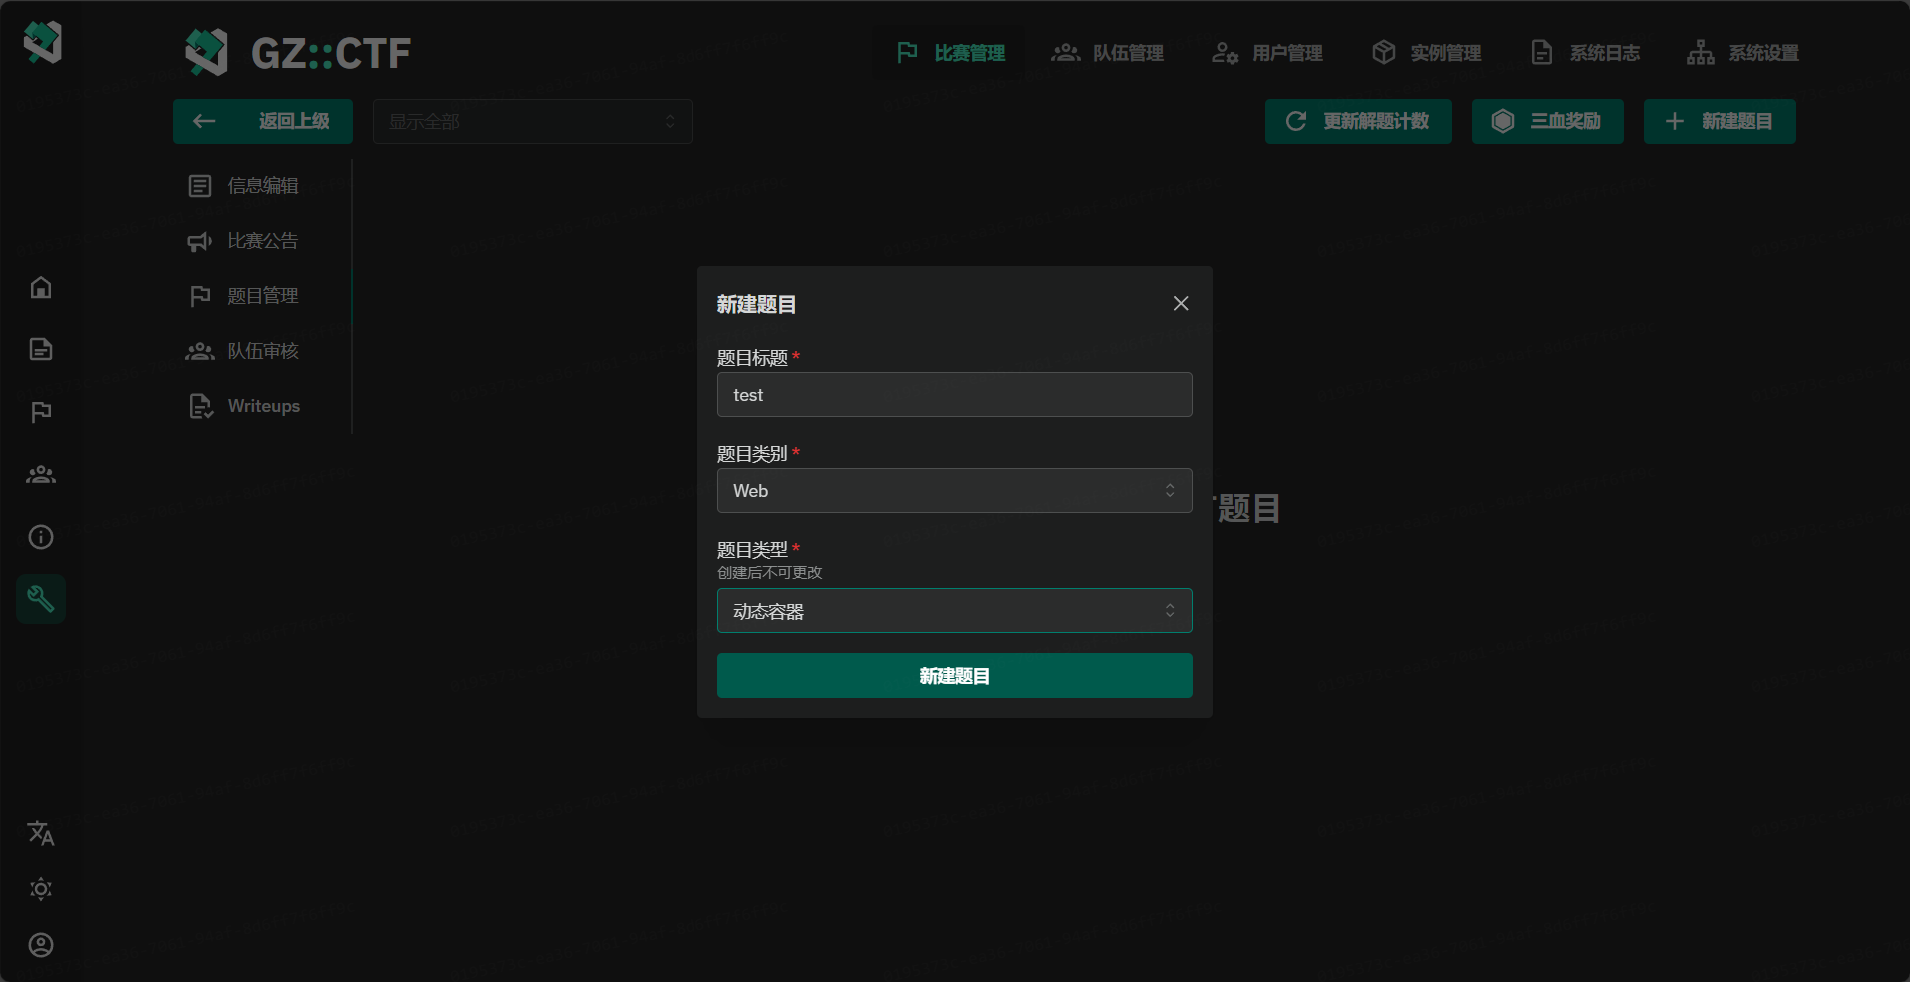 GZ::CTF
比赛管理
队伍管理
用户管理
实例管理
系统日志
系统设置
返回上级
显示全部
更新解题计数
三血奖励
新建题目
信息编辑
比赛公告
题目管理
队伍审核
Writeups
新建题目
题目标题 *
test
题目类别 *
Web
题目类型 *
创建后不可更改
动态容器
新建题目
题目